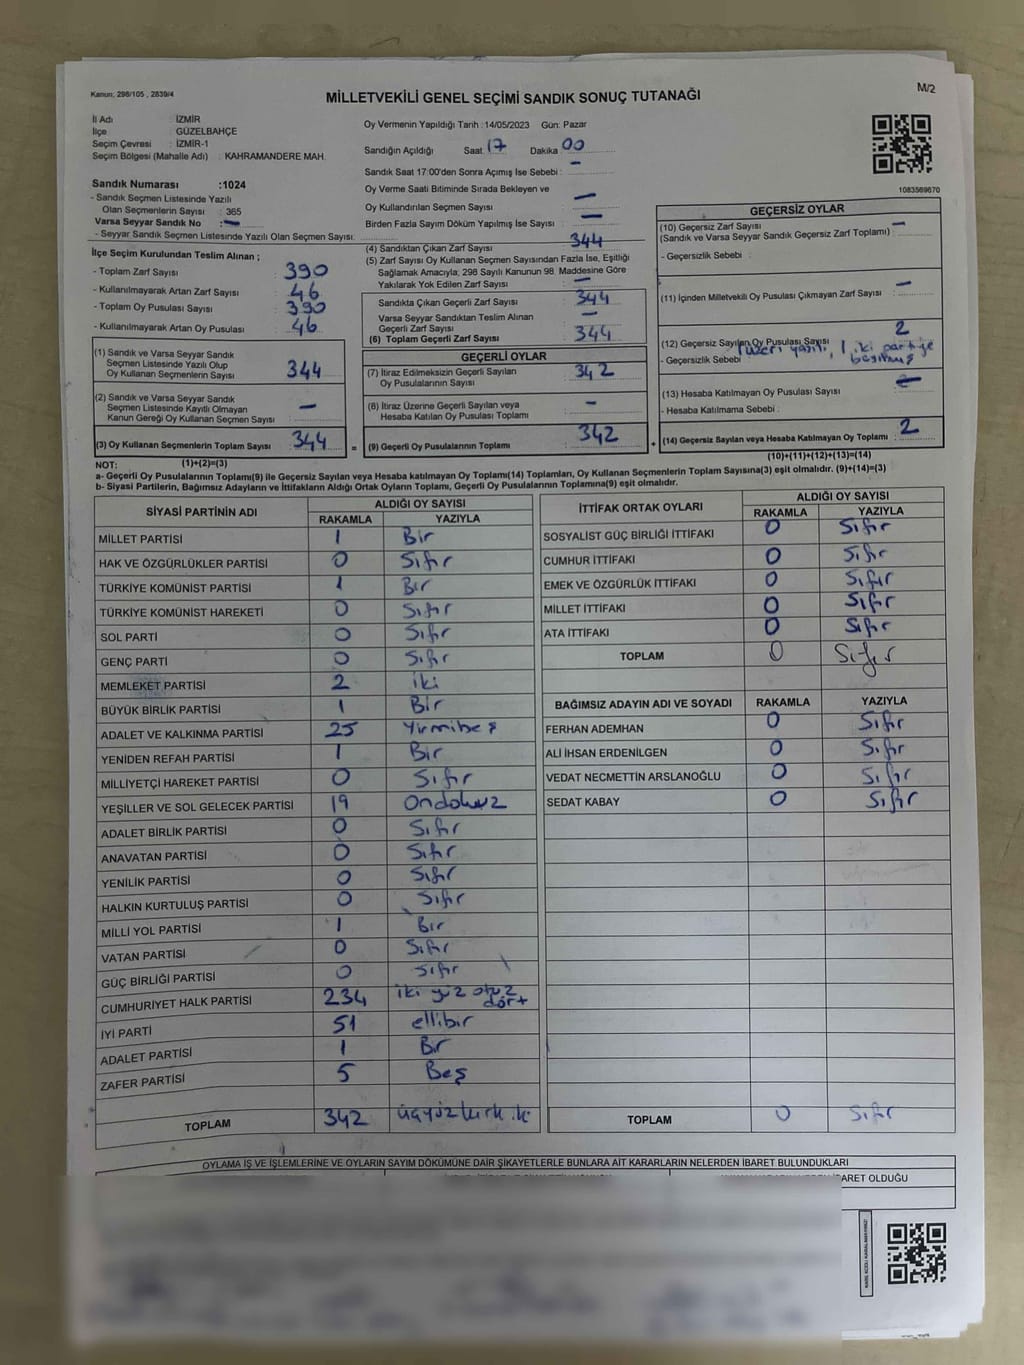 Kanun; 298/105 , 2839/4
M/2
MİLLETVEKİLİ GENEL SEÇİMİ SANDIK SONUÇ TUTANAĞI
İl Adı : İZMİR
İlçe : GÜZELBAHÇE
Seçim Çevresi : İZMİR-1
Seçim Bölgesi (Mahalle Adı) : KAHRAMANDERE MAH.
Sandık Numarası :1024
- Sandık Seçmen Listesinde Yazılı
Olan Seçmenlerin Sayısı : 365
Varsa Seyyar Sandık No : –
- Seyyar Sandık Seçmen Listesinde Yazılı Olan Seçmen Sayısı:
Oy Vermenin Yapıldığı Tarih :14/05/2023 Gün: Pazar
Sandığın Açıldığı Saat: 17 Dakika 00
Sandık Saat 17:00'den Sonra Açımış İse Sebebi : –
Oy Verme Saati Bitiminde Sırada Bekleyen ve
Oy Kullandırılan Seçmen Sayısı –
Birden Fazla Sayım Döküm Yapılmış İse Sayısı –
1083569670
İlçe Seçim Kurulundan Teslim Alınan ;
- Toplam Zarf Sayısı 390
- Kullanılmayarak Artan Zarf Sayısı 46
- Toplam Oy Pusulası Sayısı 390
- Kullanılmayarak Artan Oy Pusulası 46
(4) Sandıktan Çıkan Zarf Sayısı 344
(5) Zarf Sayısı Oy Kullanan Seçmen Sayısından Fazla İse, Eşitliği
Sağlamak Amacıyla; 298 Sayılı Kanunun 98. Maddesine Göre
Yakılarak Yok Edilen Zarf Sayısı –
Sandıkta Çıkan Geçerli Zarf Sayısı 344
Varsa Seyyar Sandıktan Teslim Alınan
Geçerli Zarf Sayısı –
(6) Toplam Geçerli Zarf Sayısı 344
GEÇERSİZ OYLAR
(10) Geçersiz Zarf Sayısı –
(Sandık ve Varsa Seyyar Sandık Geçersiz Zarf Toplamı)
- Geçersizlik Sebebi :
(11) İçinden Milletvekili Oy Pusulası Çıkmayan Zarf Sayısı –
(12) Geçersiz Sayılan Oy Pusulası Sayısı 2
- Geçersizlik Sebebi 1 üzeri yazılı, 1 iki partiye
basılmış
(13) Hesaba Katılmayan Oy Pusulası Sayısı –
- Hesaba Katılmama Sebebi :
(14) Geçersiz Sayılan veya Hesaba Katılmayan Oy Toplamı 2
(10)+(11)+(12)+(13)=(14)
(1) Sandık ve Varsa Seyyar Sandık
Seçmen Listesinde Yazılı Olup
Oy Kullanan Seçmenlerin Sayısı 344
(2) Sandık ve Varsa Seyyar Sandık
Seçmen Listesinde Kayıtlı Olmayan
Kanun Gereği Oy Kullanan Seçmen Sayısı –
(3) Oy Kullanan Seçmenlerin Toplam Sayısı 344 =
(1)+(2)=(3)
GEÇERLİ OYLAR
(7) İtiraz Edilmeksizin Geçerli Sayılan
Oy Pusulalarının Sayısı 342
(8) İtiraz Üzerine Geçerli Sayılan veya
Hesaba Katılan Oy Pusulası Toplamı –
(9) Geçerli Oy Pusulalarının Toplamı 342 +
NOT:
a- Geçerli Oy Pusulalarının Toplamı(9) ile Geçersiz Sayılan veya Hesaba katılmayan Oy Toplamı(14) Toplamları, Oy Kullanan Seçmenlerin Toplam Sayısına(3) eşit olmalıdır. (9)+(14)=(3)
b- Siyasi Partilerin, Bağımsız Adayların ve İttifakların Aldığı Ortak Oyların Toplamı, Geçerli Oy Pusulalarının Toplamına(9) eşit olmalıdır.
SİYASİ PARTİNİN ADI ALDIĞI OY SAYISI
RAKAMLA YAZIYLA
MİLLET PARTİSİ 1 Bir
HAK VE ÖZGÜRLÜKLER PARTİSİ 0 Sıfır
TÜRKİYE KOMÜNİST PARTİSİ 1 Bir
TÜRKİYE KOMÜNİST HAREKETİ 0 Sıfır
SOL PARTİ 0 Sıfır
GENÇ PARTİ 0 Sıfır
MEMLEKET PARTİSİ 2 iki
BÜYÜK BİRLİK PARTİSİ 1 Bir
ADALET VE KALKINMA PARTİSİ 25 Yirmibeş
YENİDEN REFAH PARTİSİ 1 Bir
MİLLİYETÇİ HAREKET PARTİSİ 0 Sıfır
YEŞİLLER VE SOL GELECEK PARTİSİ 19 Ondokuz
ADALET BİRLİK PARTİSİ 0 Sıfır
ANAVATAN PARTİSİ 0 Sıfır
YENİLİK PARTİSİ 0 Sıfır
HALKIN KURTULUŞ PARTİSİ 0 Sıfır
MİLLİ YOL PARTİSİ 1 Bir
VATAN PARTİSİ 0 Sıfır
GÜÇ BİRLİĞİ PARTİSİ 0 Sıfır
CUMHURİYET HALK PARTİSİ 234 iki yüz otuz
dört
İYİ PARTİ 51 ellibir
ADALET PARTİSİ 1 Bir
ZAFER PARTİSİ 5 Beş
TOPLAM 342 üçyüzkırk iki
İTTİFAK ORTAK OYLARI ALDIĞI OY SAYISI
RAKAMLA YAZIYLA
SOSYALİST GÜÇ BİRLİĞİ İTTİFAKI 0 Sıfır
CUMHUR İTTİFAKI 0 Sıfır
EMEK VE ÖZGÜRLÜK İTTİFAKI 0 Sıfır
MİLLET İTTİFAKI 0 Sıfır
ATA İTTİFAKI 0 Sıfır
TOPLAM 0 Sıfır
BAĞIMSIZ ADAYIN ADI VE SOYADI RAKAMLA YAZIYLA
FERHAN ADEMHAN 0 Sıfır
ALİ İHSAN ERDENİLGEN 0 Sıfır
VEDAT NECMETTİN ARSLANOĞLU 0 Sıfır
SEDAT KABAY 0 Sıfır
TOPLAM 0 Sıfır
OYLAMA İŞ VE İŞLEMLERİNE VE OYLARIN SAYIM DÖKÜMÜNE DAİR ŞİKAYETLERLE BUNLARA AİT KARARLARIN NELERDEN İBARET BULUNDUKLARI
İBARET OLDUĞU